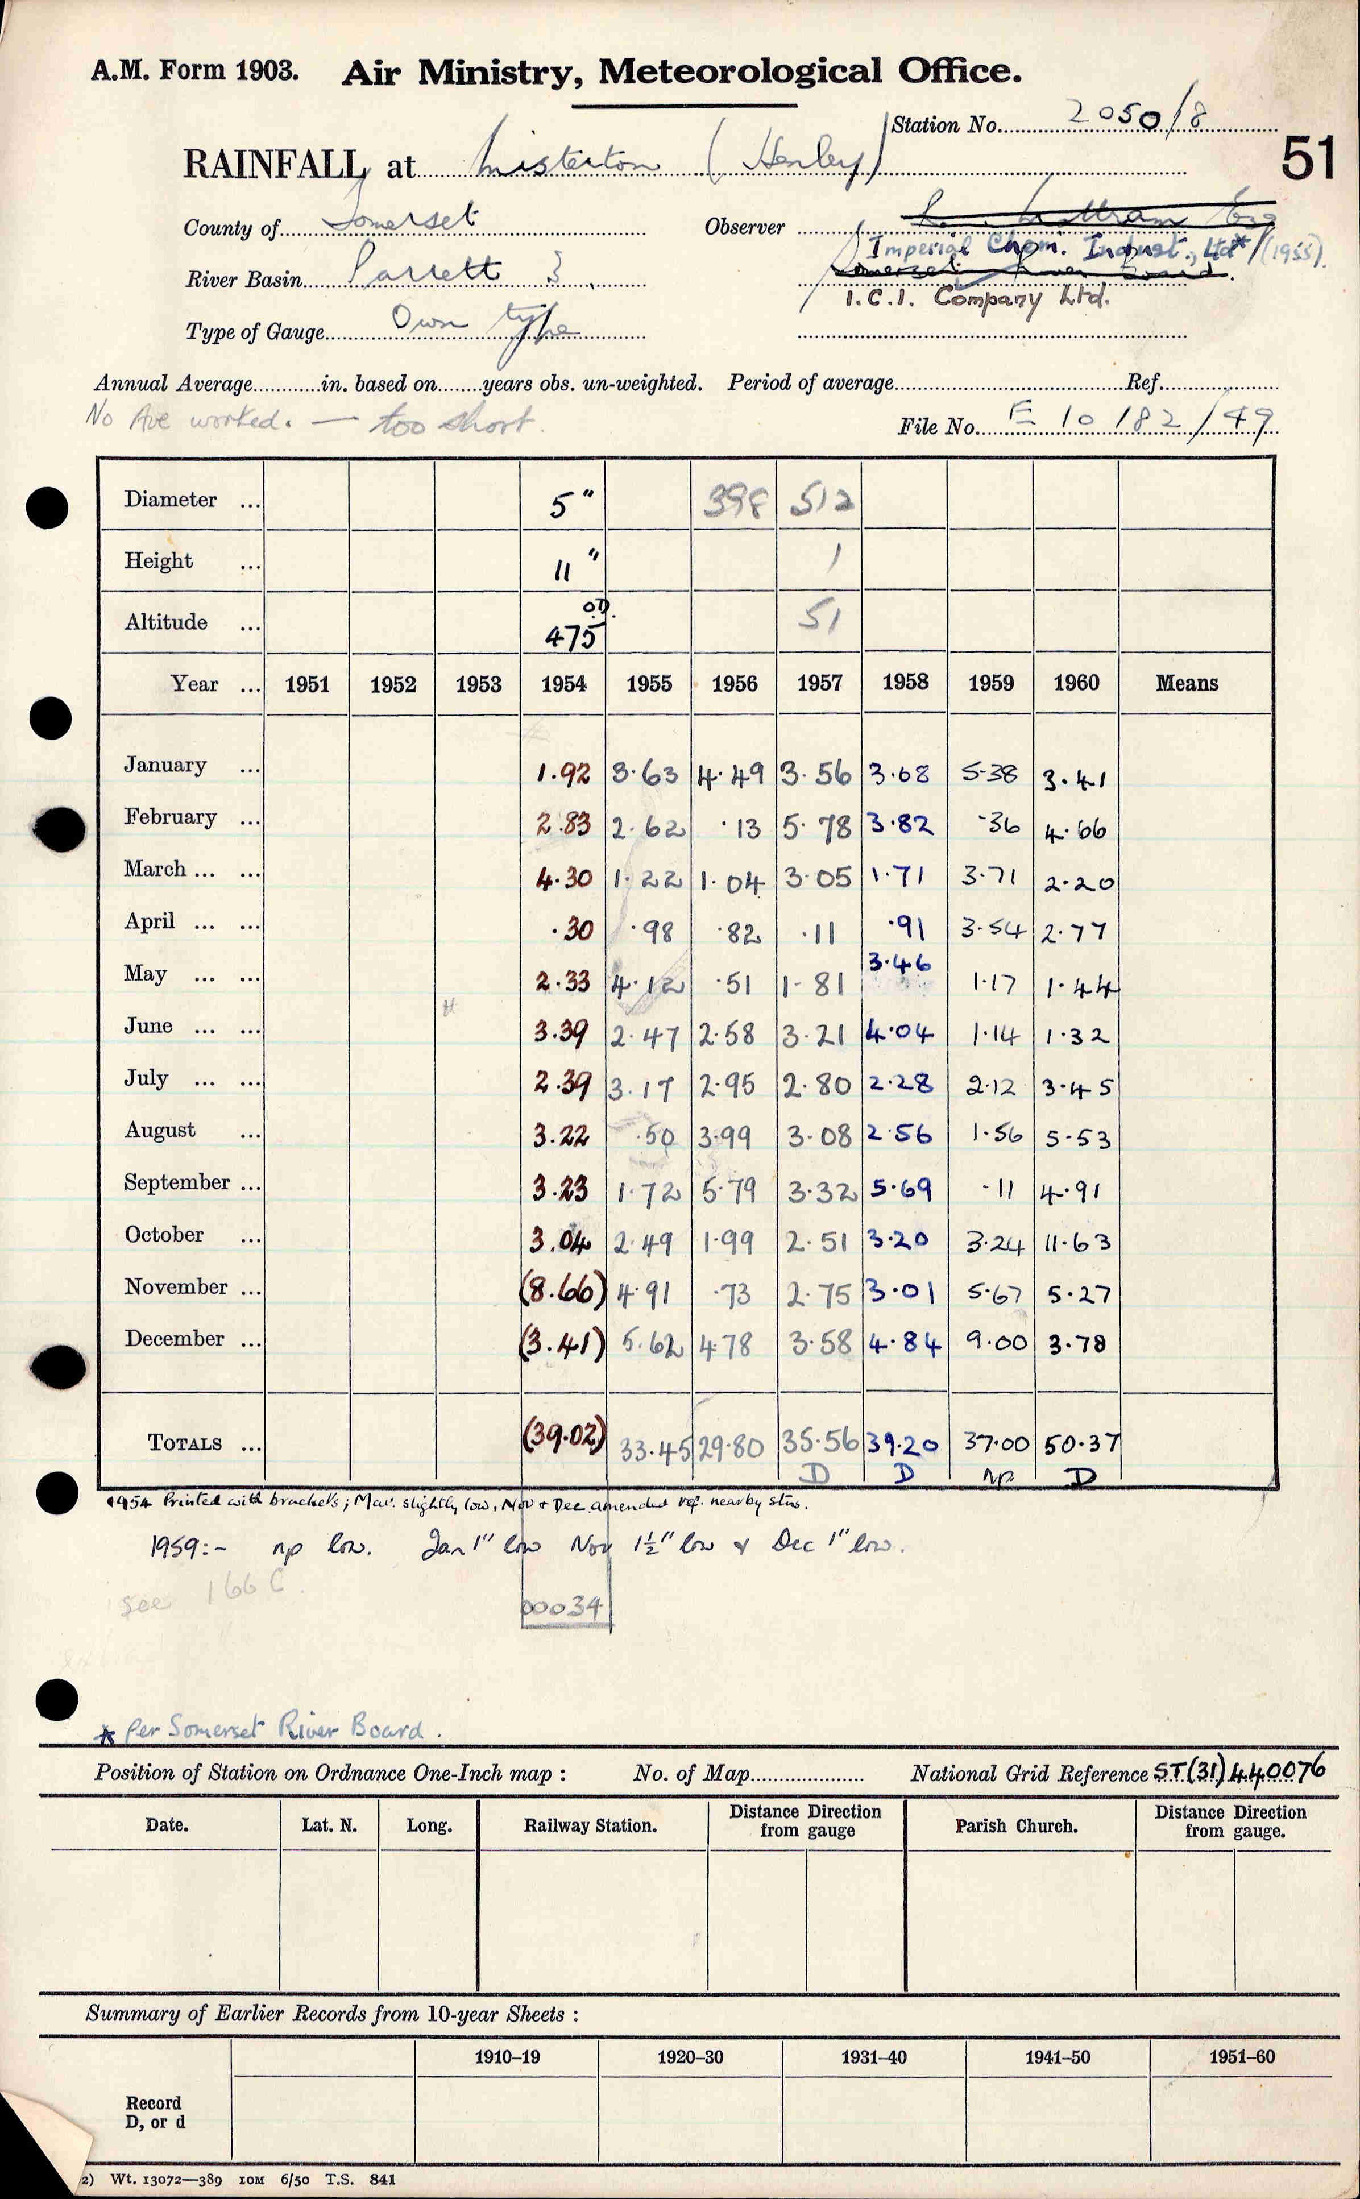 A.M. Form 1903. Air Ministry, Meteorological Office.
Station No. 2050/8
51
RAINFALL at Misterton (Henley)
County of Somerset Observer
Imperial Chem. Indust., Ltd* (1955).
River Basin Parrett 3 Somerset River Board.
I.C.I. Company Ltd.
Type of Gauge Own type
Annual Average in. based on years obs. un-weighted. Period of average Ref.
No Ave worked. — too short.
File No. E 10182/49
Diameter ... 5" 398 512
Height ... 11" 1
Altitude ... 475 O.D. 51
Year ... 1951 1952 1953 1954 1955 1956 1957 1958 1959 1960 Means
January ... 1.92 3.63 4.49 3.56 3.68 5.38 3.41
February ... 2.83 2.62 .13 5.78 3.82 .36 4.66
March ... ... 4.30 1.22 1.04 3.05 1.71 3.71 2.20
April ... ... .30 .98 .82 .11 .91 3.54 2.77
May ... ... 2.33 4.12 .51 1.81 3.46 1.17 1.44
June ... ... 3.39 2.47 2.58 3.21 4.04 1.14 1.32
July ... ... 2.39 3.17 2.95 2.80 2.28 2.12 3.45
August ... 3.22 .50 3.99 3.08 2.56 1.56 5.53
September ... 3.23 1.72 5.79 3.32 5.69 .11 4.91
October ... 3.04 2.49 1.99 2.51 3.20 3.24 11.63
November ... (8.66) 4.91 .73 2.75 3.01 5.67 5.27
December ... (3.41) 5.62 4.78 3.58 4.84 9.00 3.78
TOTALS ... (39.02) 33.45 29.80 35.56 39.20 37.00 50.37
D D np D
1954 Printed with brackets; Mar. slightly low, Nov + Dec amended ref. nearby stns.
1959:- np low. Jan 1" low Nov 1½" low & Dec 1" low.
see 166C.
00034
* Per Somerset River Board.
Position of Station on Ordnance One-Inch map : No. of Map National Grid Reference ST(31)440076
Date. Lat. N. Long. Railway Station. Distance Direction from gauge Parish Church. Distance Direction from gauge.
Summary of Earlier Records from 10-year Sheets :
1910–19 1920–30 1931–40 1941–50 1951–60
Record
D, or d
2) Wt. 13072—389 10M 6/50 T.S. 841